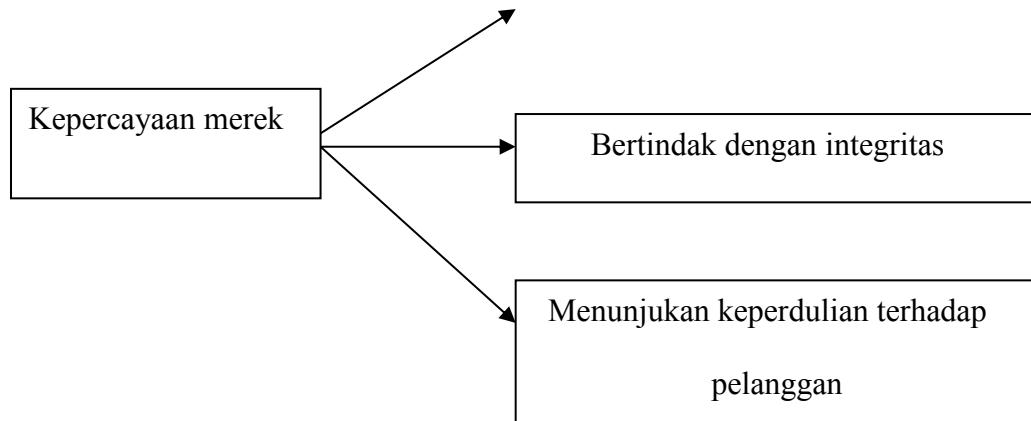 Kepercayaan merek
Bertindak dengan integritas
Menunjukan keperdulian terhadap
pelanggan